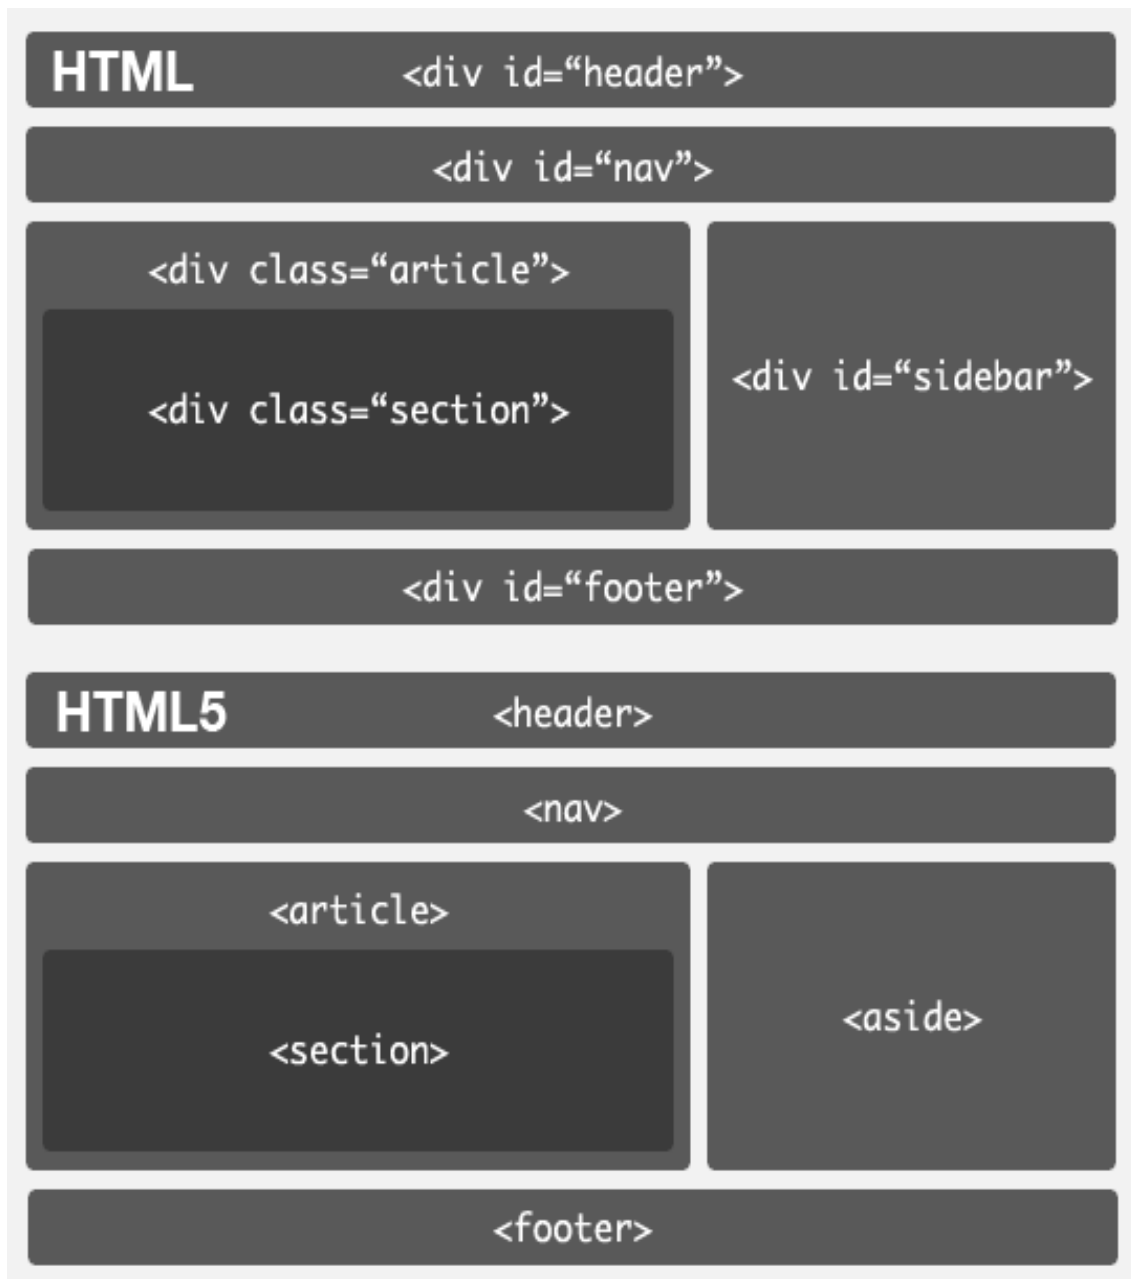 HTML <div id=“header”>
<div id=“nav”>
<div class=“article”>
<div class=“section”>
<div id=“sidebar”>
<div id=“footer”>
HTML5 <header>
<nav>
<article>
<section>
<aside>
<footer>